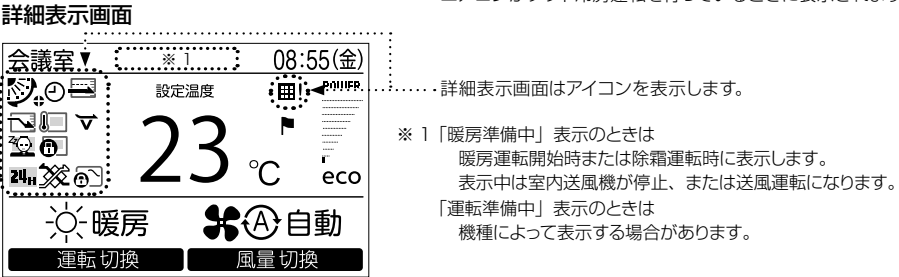 詳細表示画面
会議室▼ ※1 08:55(金)
設定温度
POWER
23 ℃
24H
eco
暖房 A 自動
運転切換 風量切換
詳細表示画面はアイコンを表示します。
※1「暖房準備中」表示のときは
暖房運転開始時または除霜運転時に表示します。
表示中は室内送風機が停止、または送風運転になります。
「運転準備中」表示のときは
機種によって表示する場合があります。